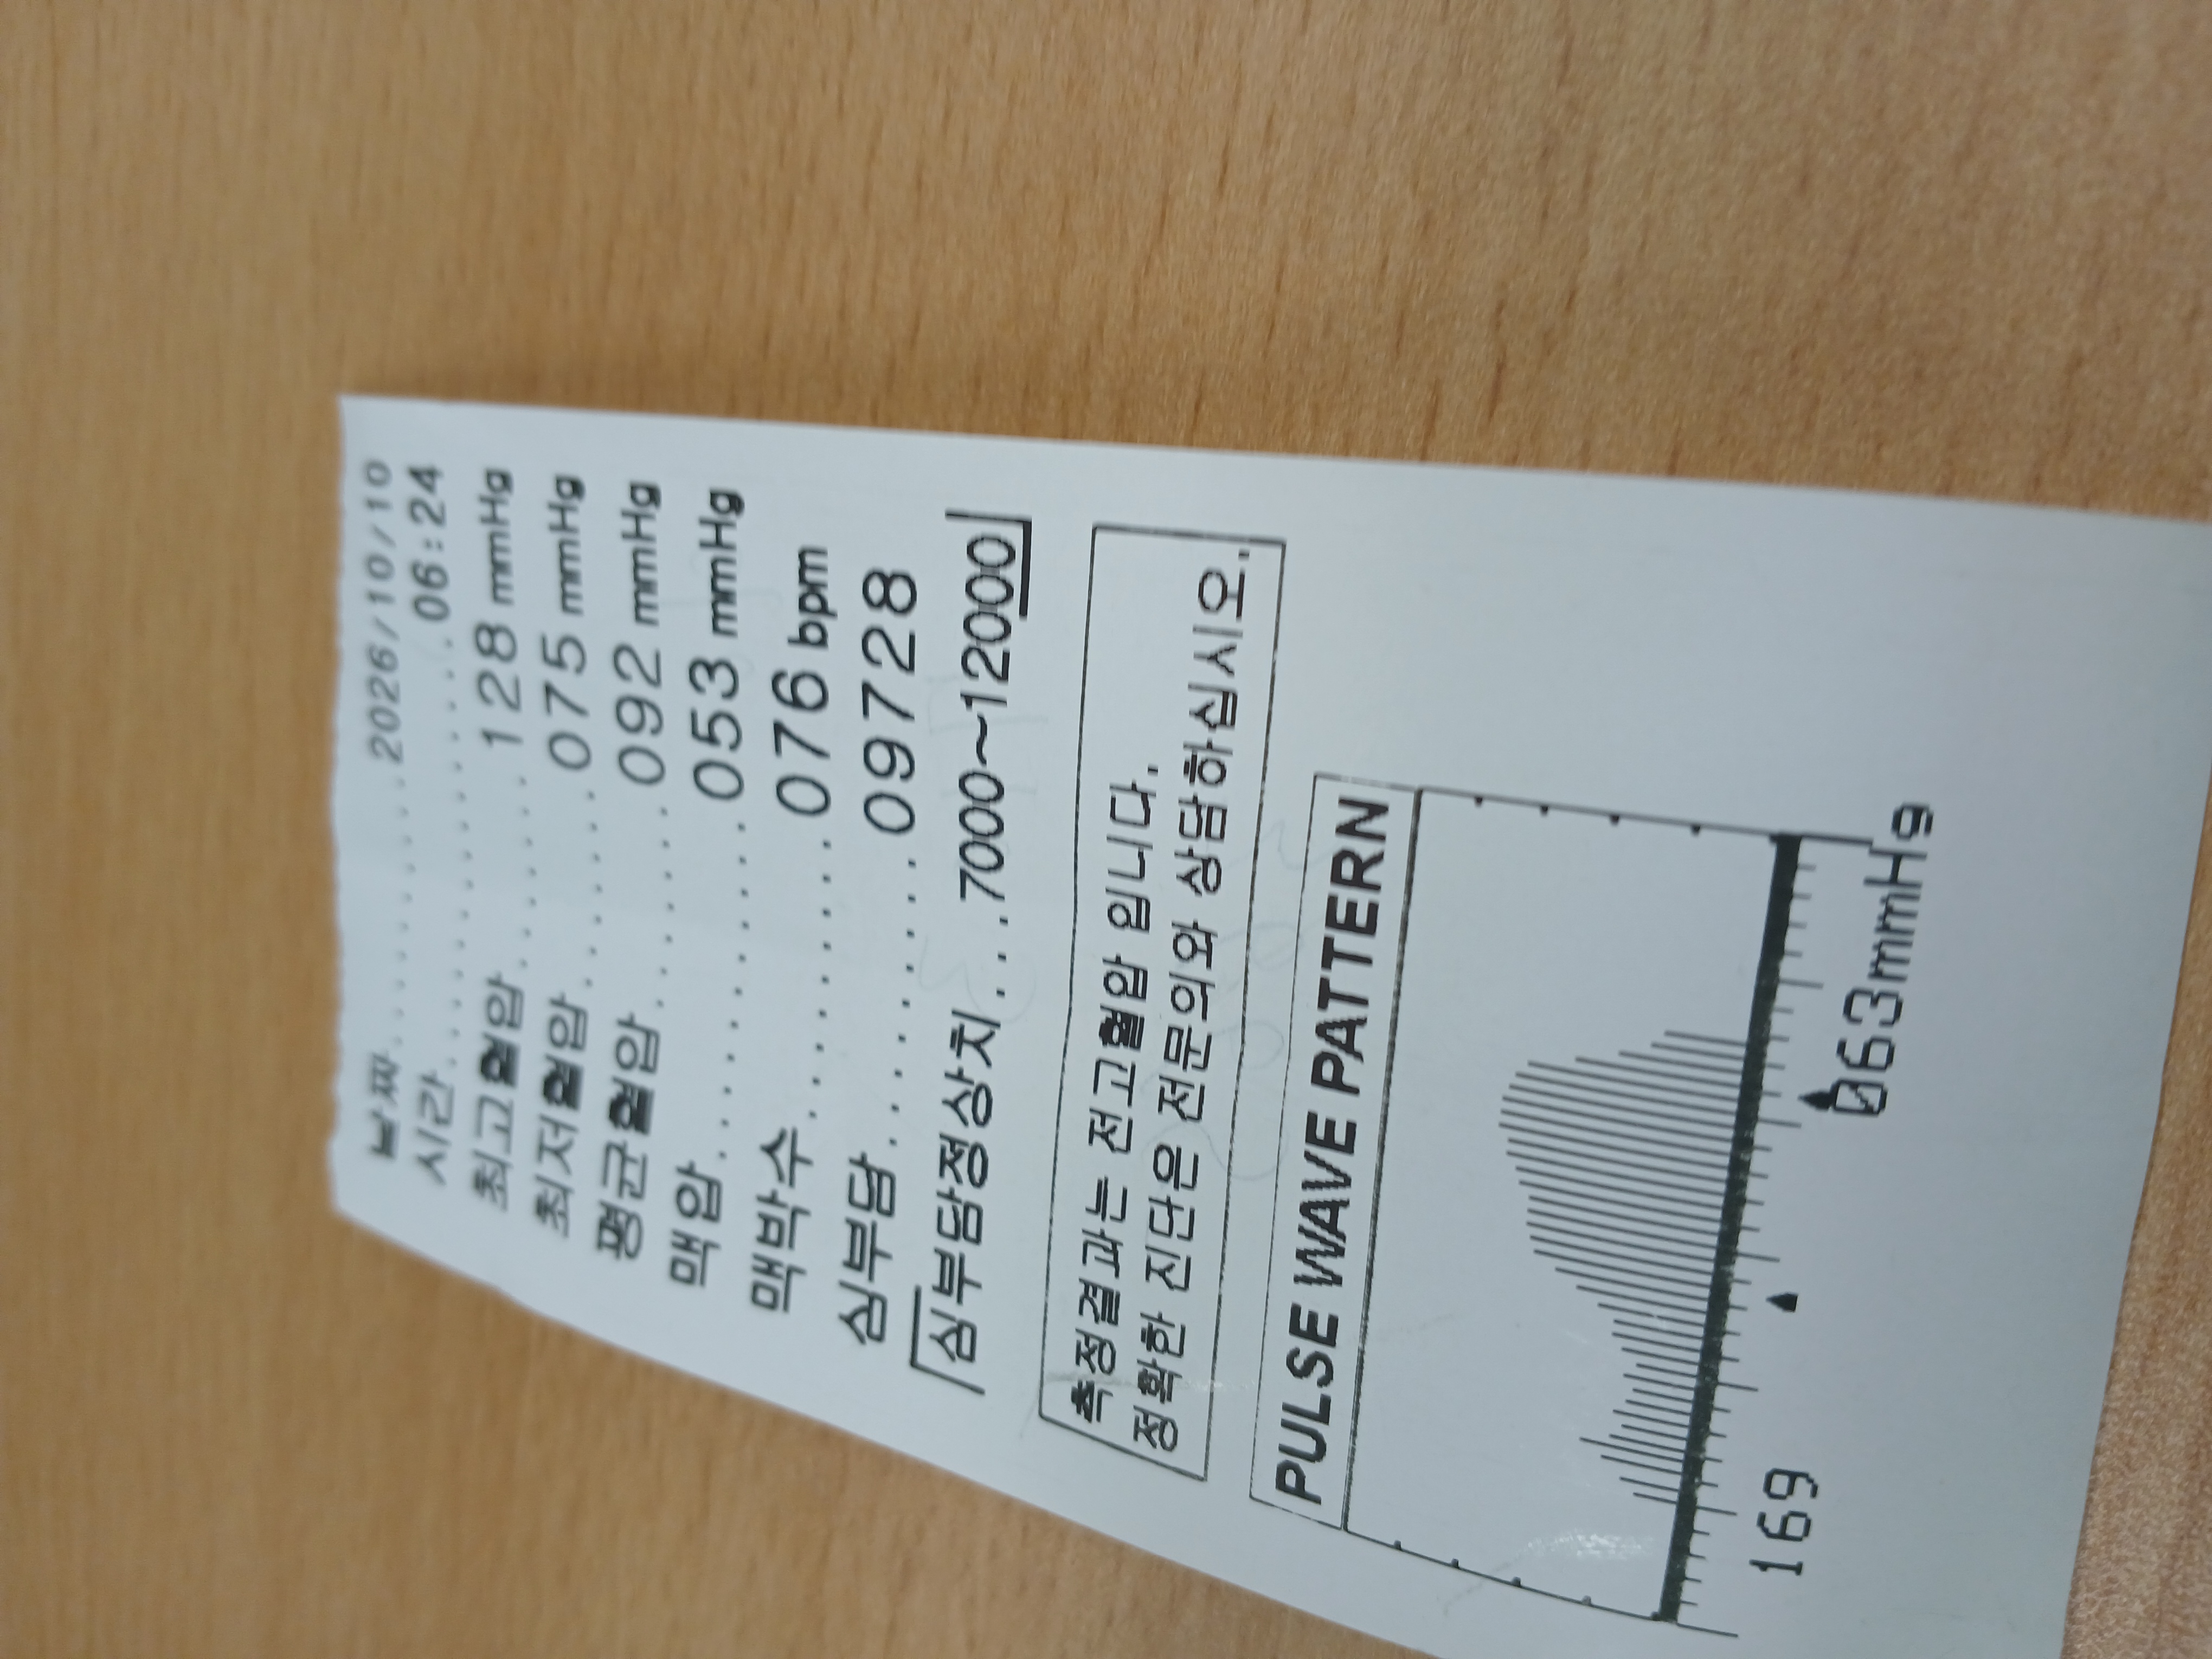 날짜......................2026/10/10
시간......................06:24
최고혈압...............128 mmHg
최저혈압...............075 mmHg
평균혈압...............092 mmHg
맥압.....................053 mmHg
맥박수..................076 bpm
심부담..................09728
심부담정상치...7000~12000
측정결과는 전고혈압 입니다.
정확한 진단은 전문의와 상담하십시오.
PULSE WAVE PATTERN
169 063mmHg